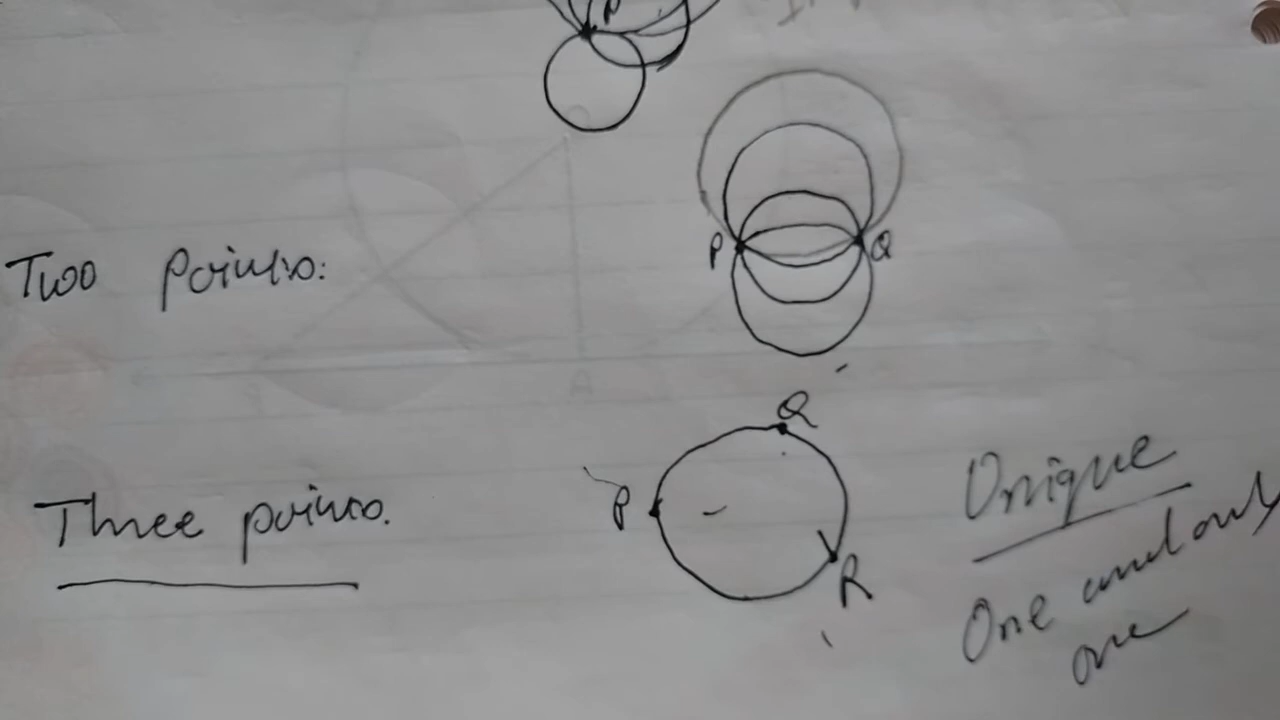 P
Two points:
P
Q
Q
Three points.
P
R
Unique
One and only
one